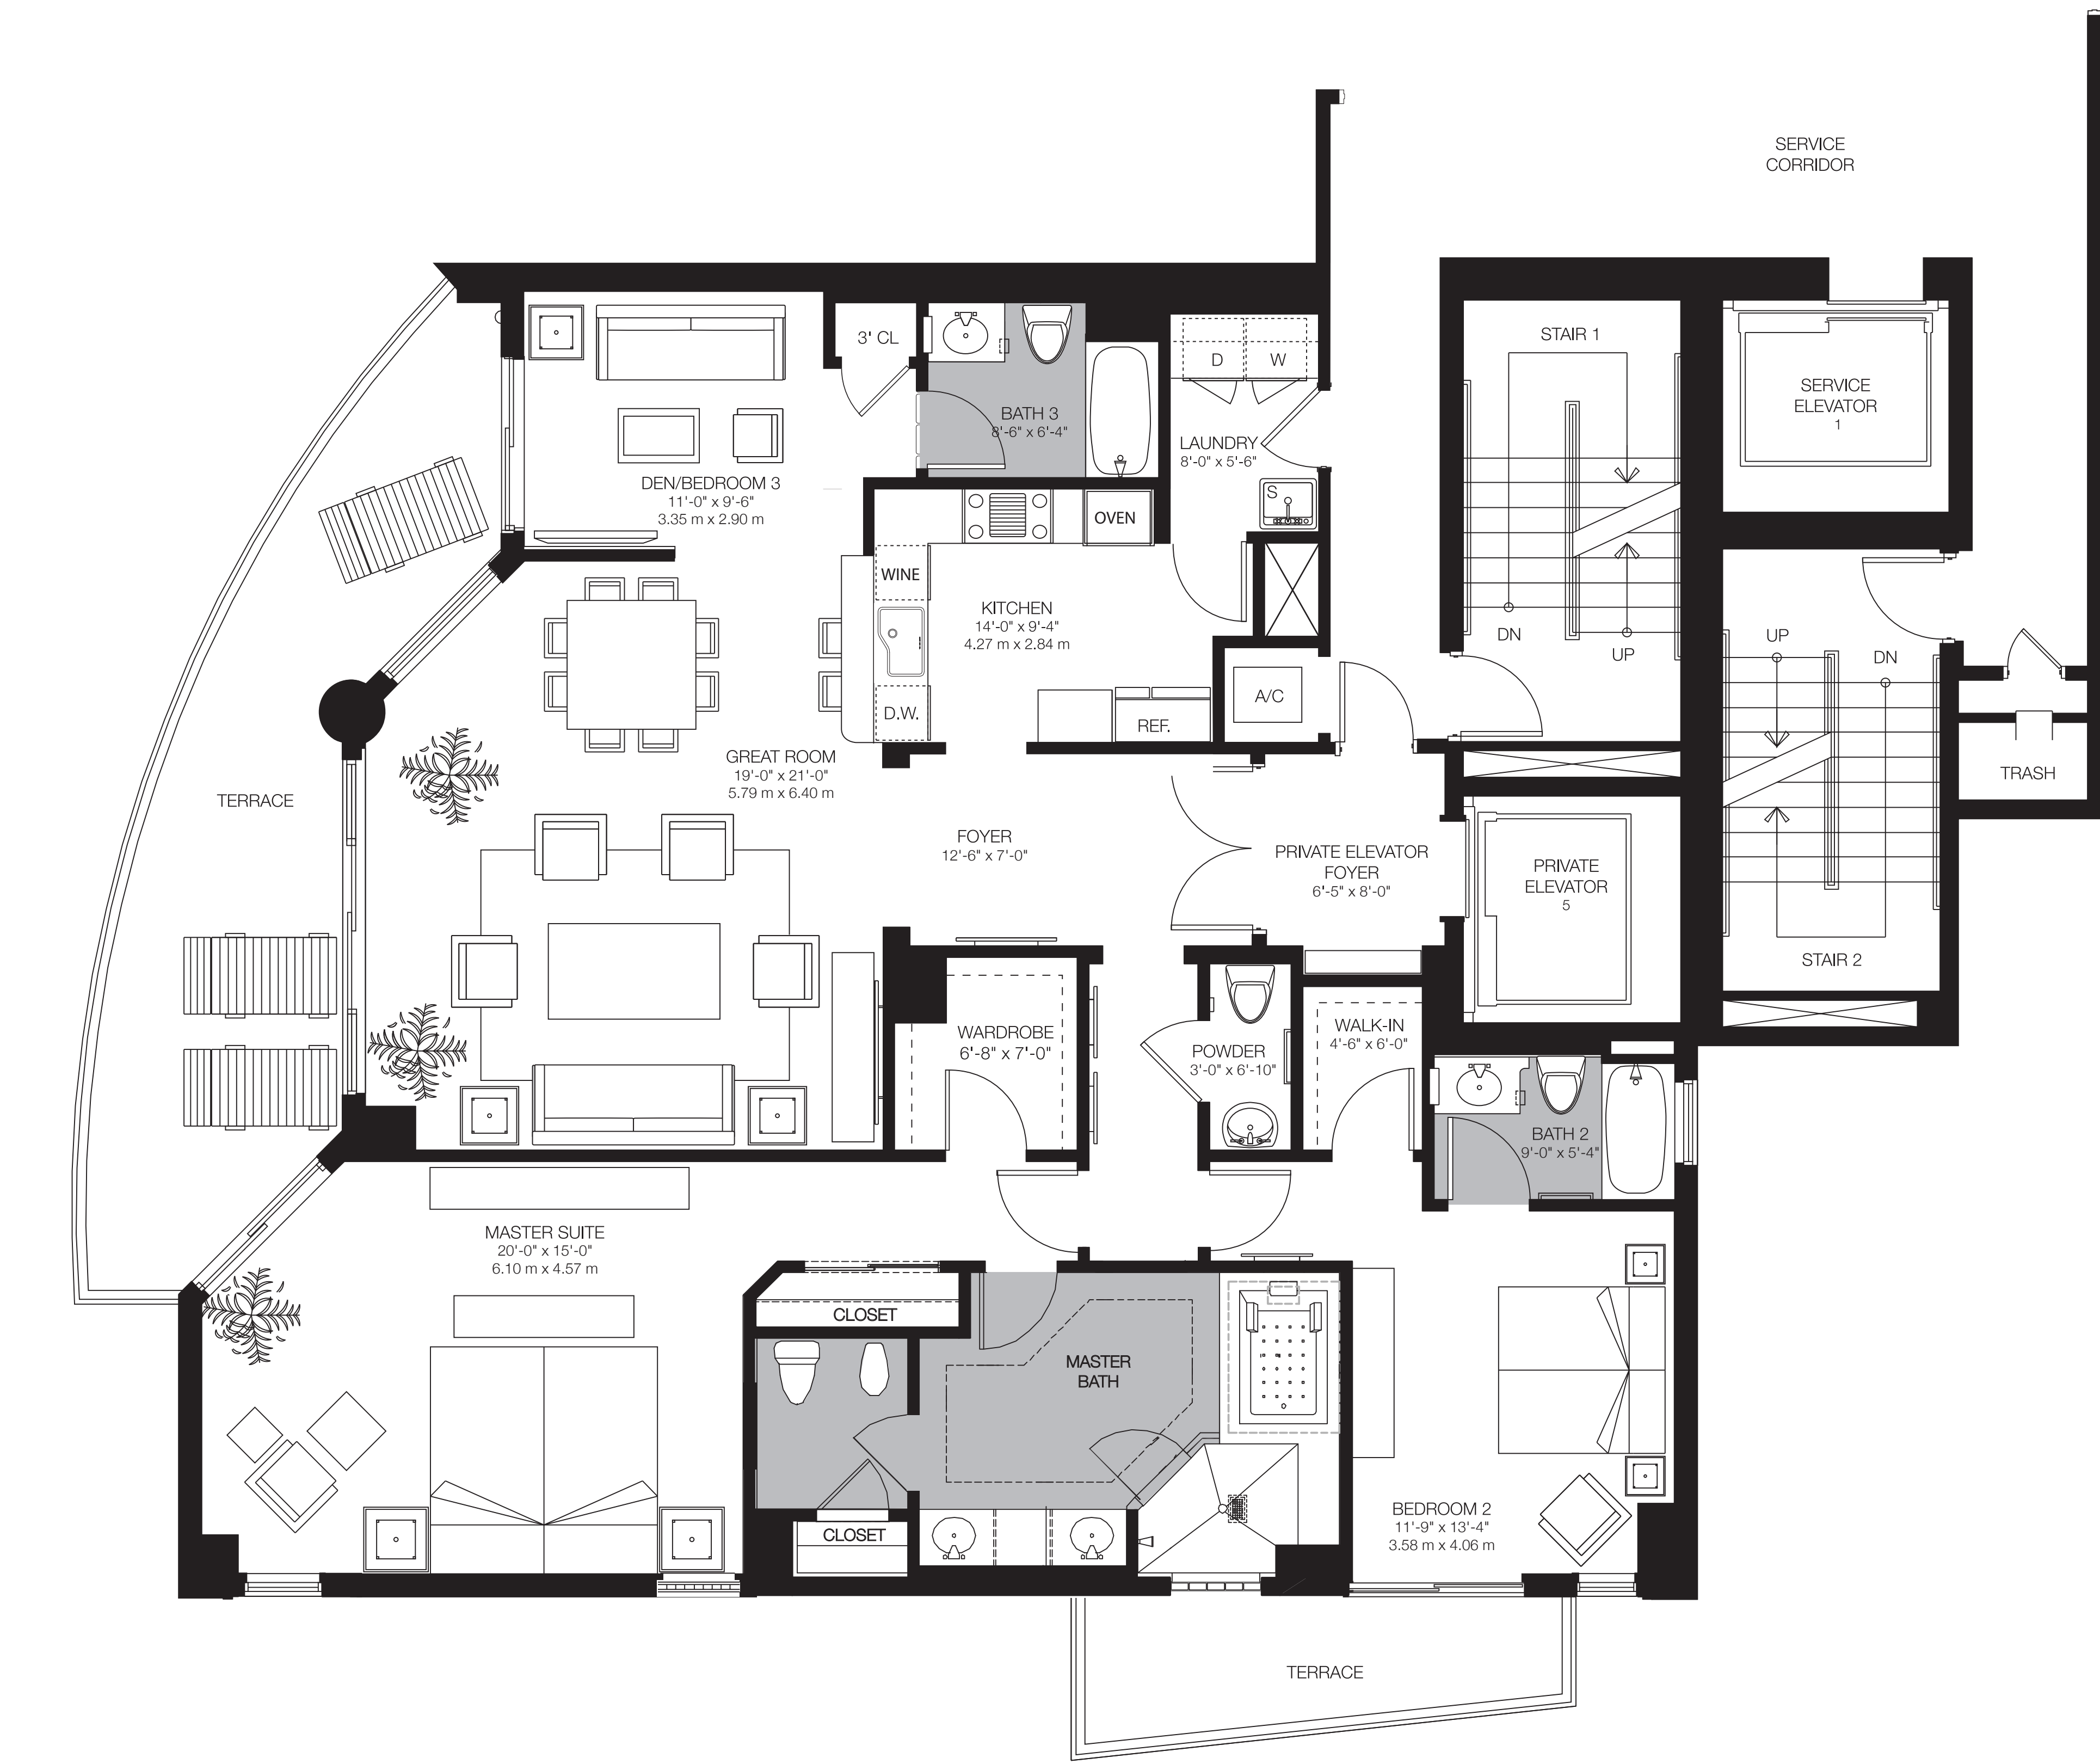 SERVICE
CORRIDOR
STAIR 1
3' CL
D
W
SERVICE
ELEVATOR
1
BATH 3
8'-6" x 6'-4"
LAUNDRY
8'-0" x 5'-6"
DEN/BEDROOM 3
11'-0" x 9'-6"
3.35 m x 2.90 m
S
OVEN
WINE
KITCHEN
14'-0" x 9'-4"
4.27 m x 2.84 m
DN
UP
UP
DN
A/C
D.W.
REF.
GREAT ROOM
19'-0" x 21'-0"
5.79 m x 6.40 m
TRASH
TERRACE
FOYER
12'-6" x 7'-0"
PRIVATE ELEVATOR
FOYER
6'-5" x 8'-0"
PRIVATE
ELEVATOR
5
STAIR 2
WARDROBE
6'-8" x 7'-0"
POWDER
3'-0" x 6'-10"
WALK-IN
4'-6" x 6'-0"
BATH 2
9'-0" x 5'-4"
MASTER SUITE
20'-0" x 15'-0"
6.10 m x 4.57 m
CLOSET
MASTER
BATH
CLOSET
BEDROOM 2
11'-9" x 13'-4"
3.58 m x 4.06 m
TERRACE